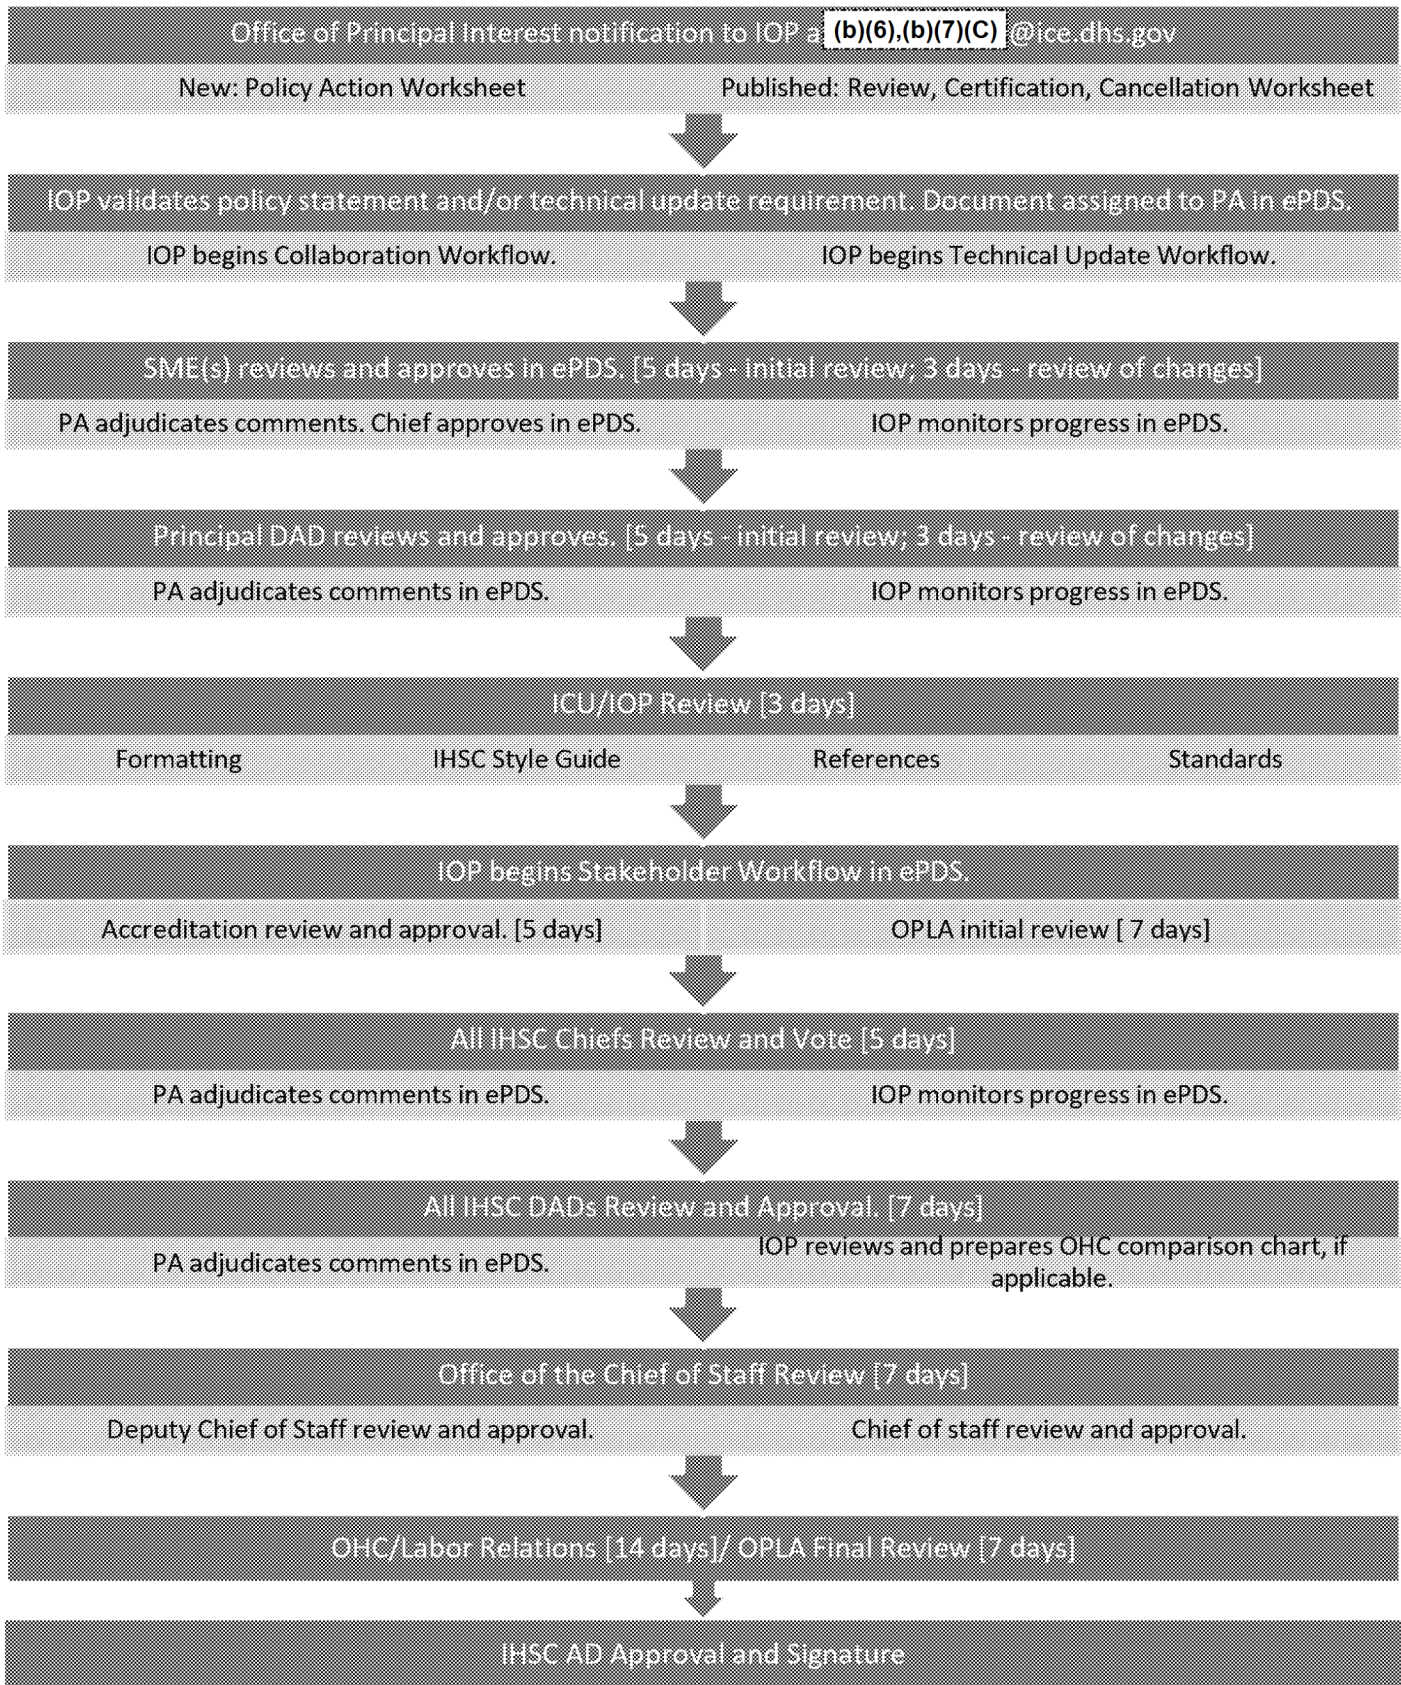 Office of Principal Interest notification to IOP a (b)(6),(b)(7)(C) @ice.dhs.gov
New: Policy Action Worksheet Published: Review, Certification, Cancellation Worksheet
IOP validates policy statement and/or technical update requirement. Document assigned to PA in ePDS.
IOP begins Collaboration Workflow. IOP begins Technical Update Workflow.
SME(s) reviews and approves in ePDS. [5 days - initial review; 3 days - review of changes]
PA adjudicates comments. Chief approves in ePDS. IOP monitors progress in ePDS.
Principal DAD reviews and approves. [5 days - initial review; 3 days - review of changes]
PA adjudicates comments in ePDS. IOP monitors progress in ePDS.
ICU/IOP Review [3 days]
Formatting IHSC Style Guide References Standards
IOP begins Stakeholder Workflow in ePDS.
Accreditation review and approval. [5 days] OPLA initial review [ 7 days]
All IHSC Chiefs Review and Vote [5 days]
PA adjudicates comments in ePDS. IOP monitors progress in ePDS.
All IHSC DADs Review and Approval. [7 days]
PA adjudicates comments in ePDS. IOP reviews and prepares OHC comparison chart, if
applicable.
Office of the Chief of Staff Review [7 days]
Deputy Chief of Staff review and approval. Chief of staff review and approval.
OHC/Labor Relations [14 days]/ OPLA Final Review [7 days]
IHSC AD Approval and Signature